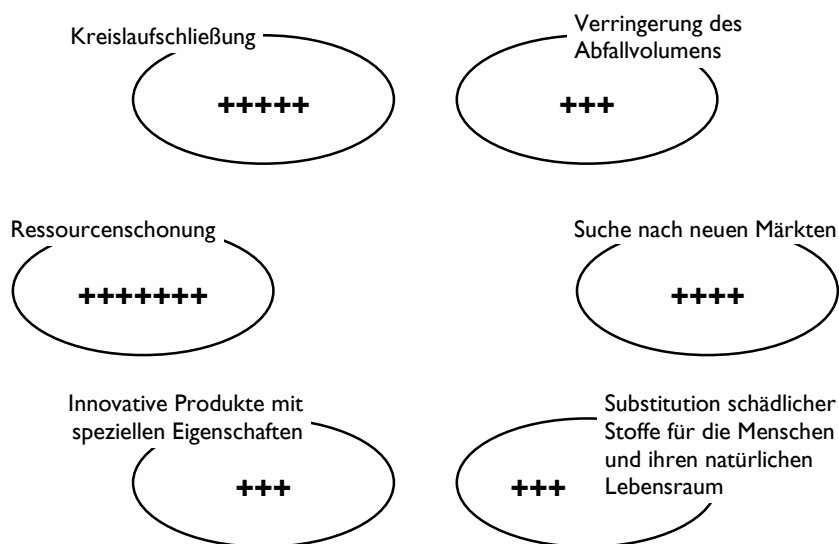 Kreislaufschließung
+++++
Verringerung des
Abfallvolumens
+++
Ressourcenschonung
+++++++
Suche nach neuen Märkten
++++
Innovative Produkte mit
speziellen Eigenschaften
+++
Substitution schädlicher
Stoffe für die Menschen
und ihren natürlichen
Lebensraum
+++